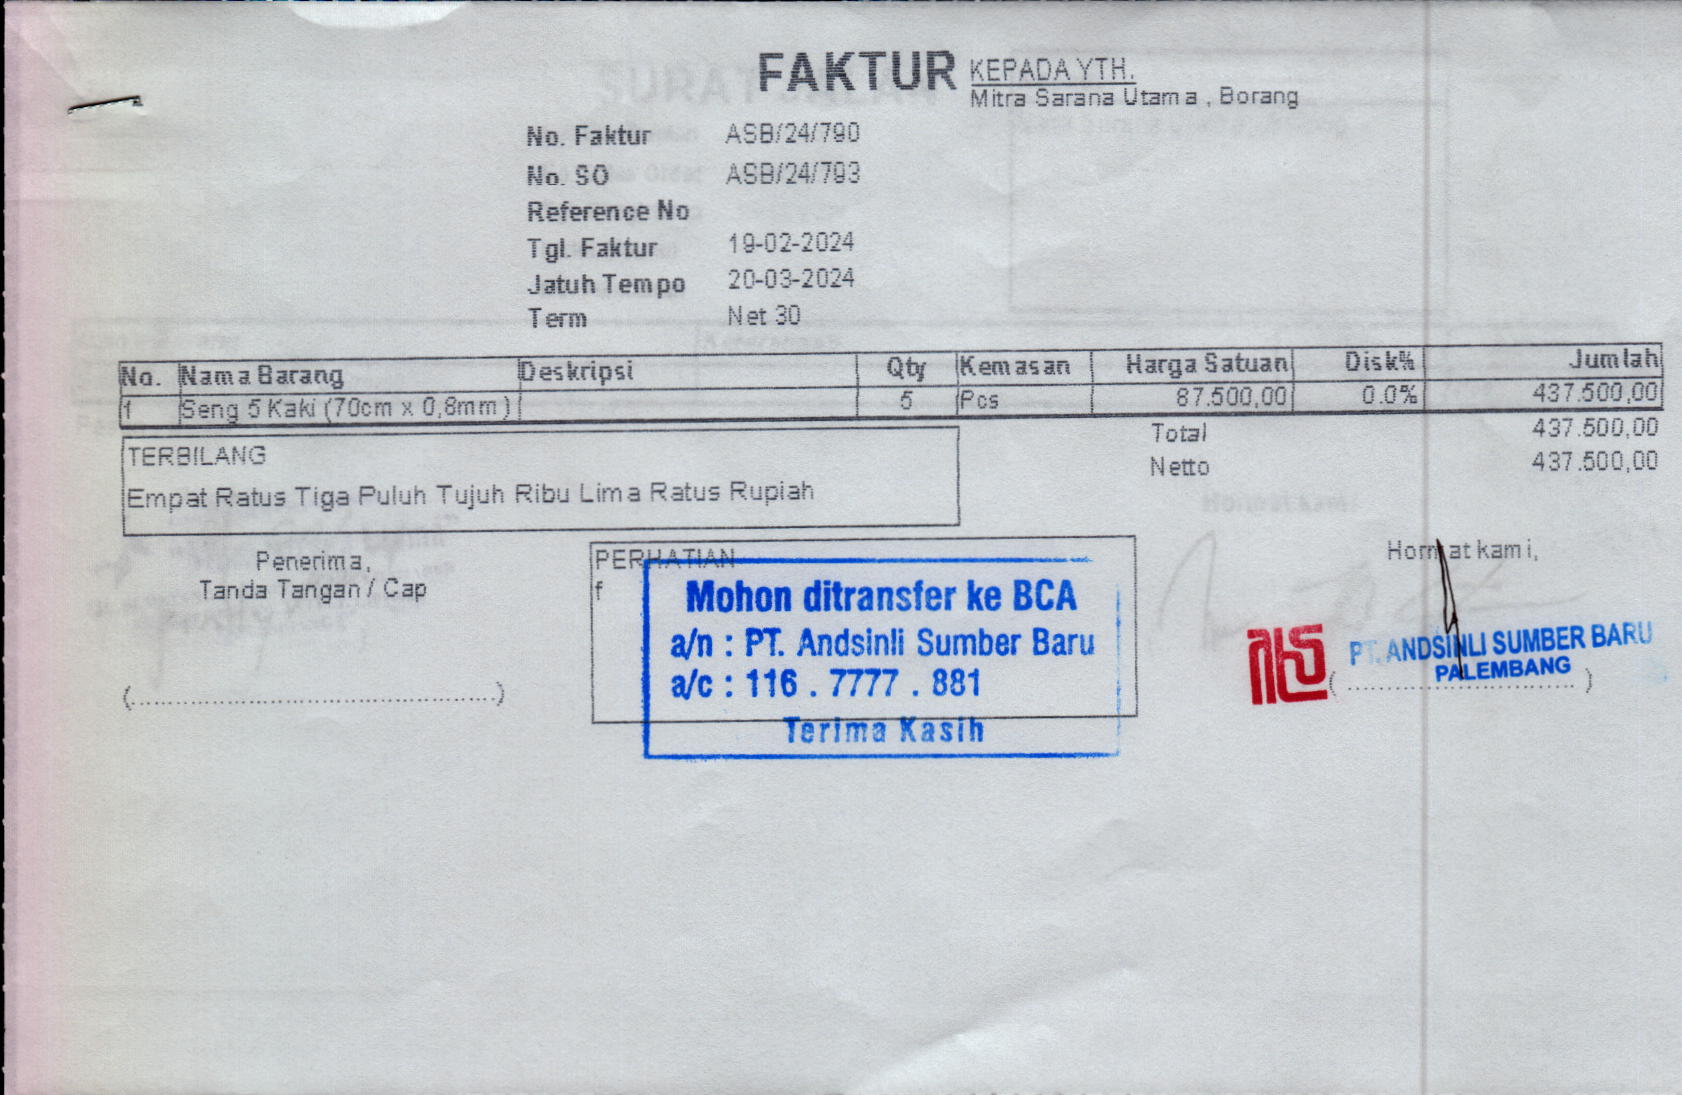 FAKTUR
KEPADA YTH.
Mitra Sarana Utama , Borang
No. Faktur ASB/24/790
No. SO ASB/24/793
Reference No
Tgl. Faktur 19-02-2024
Jatuh Tempo 20-03-2024
Term Net 30
No. Nama Barang Deskripsi Qty Kemasan Harga Satuan Disk% Jumlah
1 Seng 5 Kaki (70cm x 0,8mm) 5 Pcs 87.500,00 0.0% 437.500,00
Total 437.500,00
Netto 437.500,00
TERBILANG
Empat Ratus Tiga Puluh Tujuh Ribu Lima Ratus Rupiah
Penerima,
Tanda Tangan / Cap
(..................................................)
PERHATIAN
f
Mohon ditransfer ke BCA
a/n : PT. Andsinli Sumber Baru
a/c : 116 . 7777 . 881
Terima Kasih
Hormat kami,
PT. ANDSINLI SUMBER BARU
PALEMBANG
( ................................ )